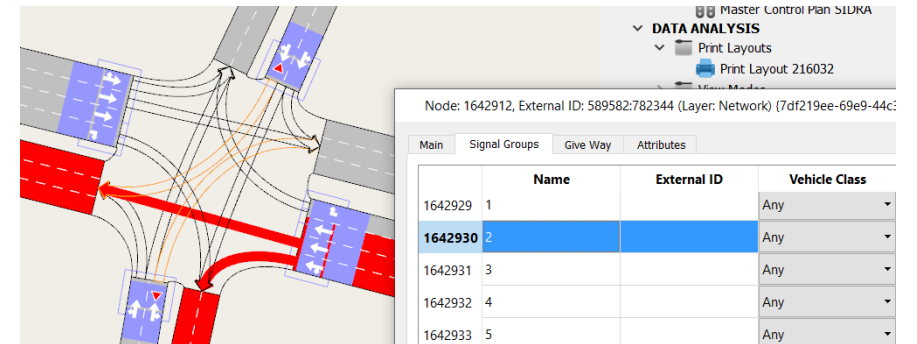 Master Control Plan SIDRA
DATA ANALYSIS
Print Layouts
Print Layout 216032
View Modes
Node: 1642912, External ID: 589582:782344 (Layer: Network) {7df219ee-69e9-44c3
Main Signal Groups Give Way Attributes
Name External ID Vehicle Class
1642929 1 Any
1642930 2 Any
1642931 3 Any
1642932 4 Any
1642933 5 Any